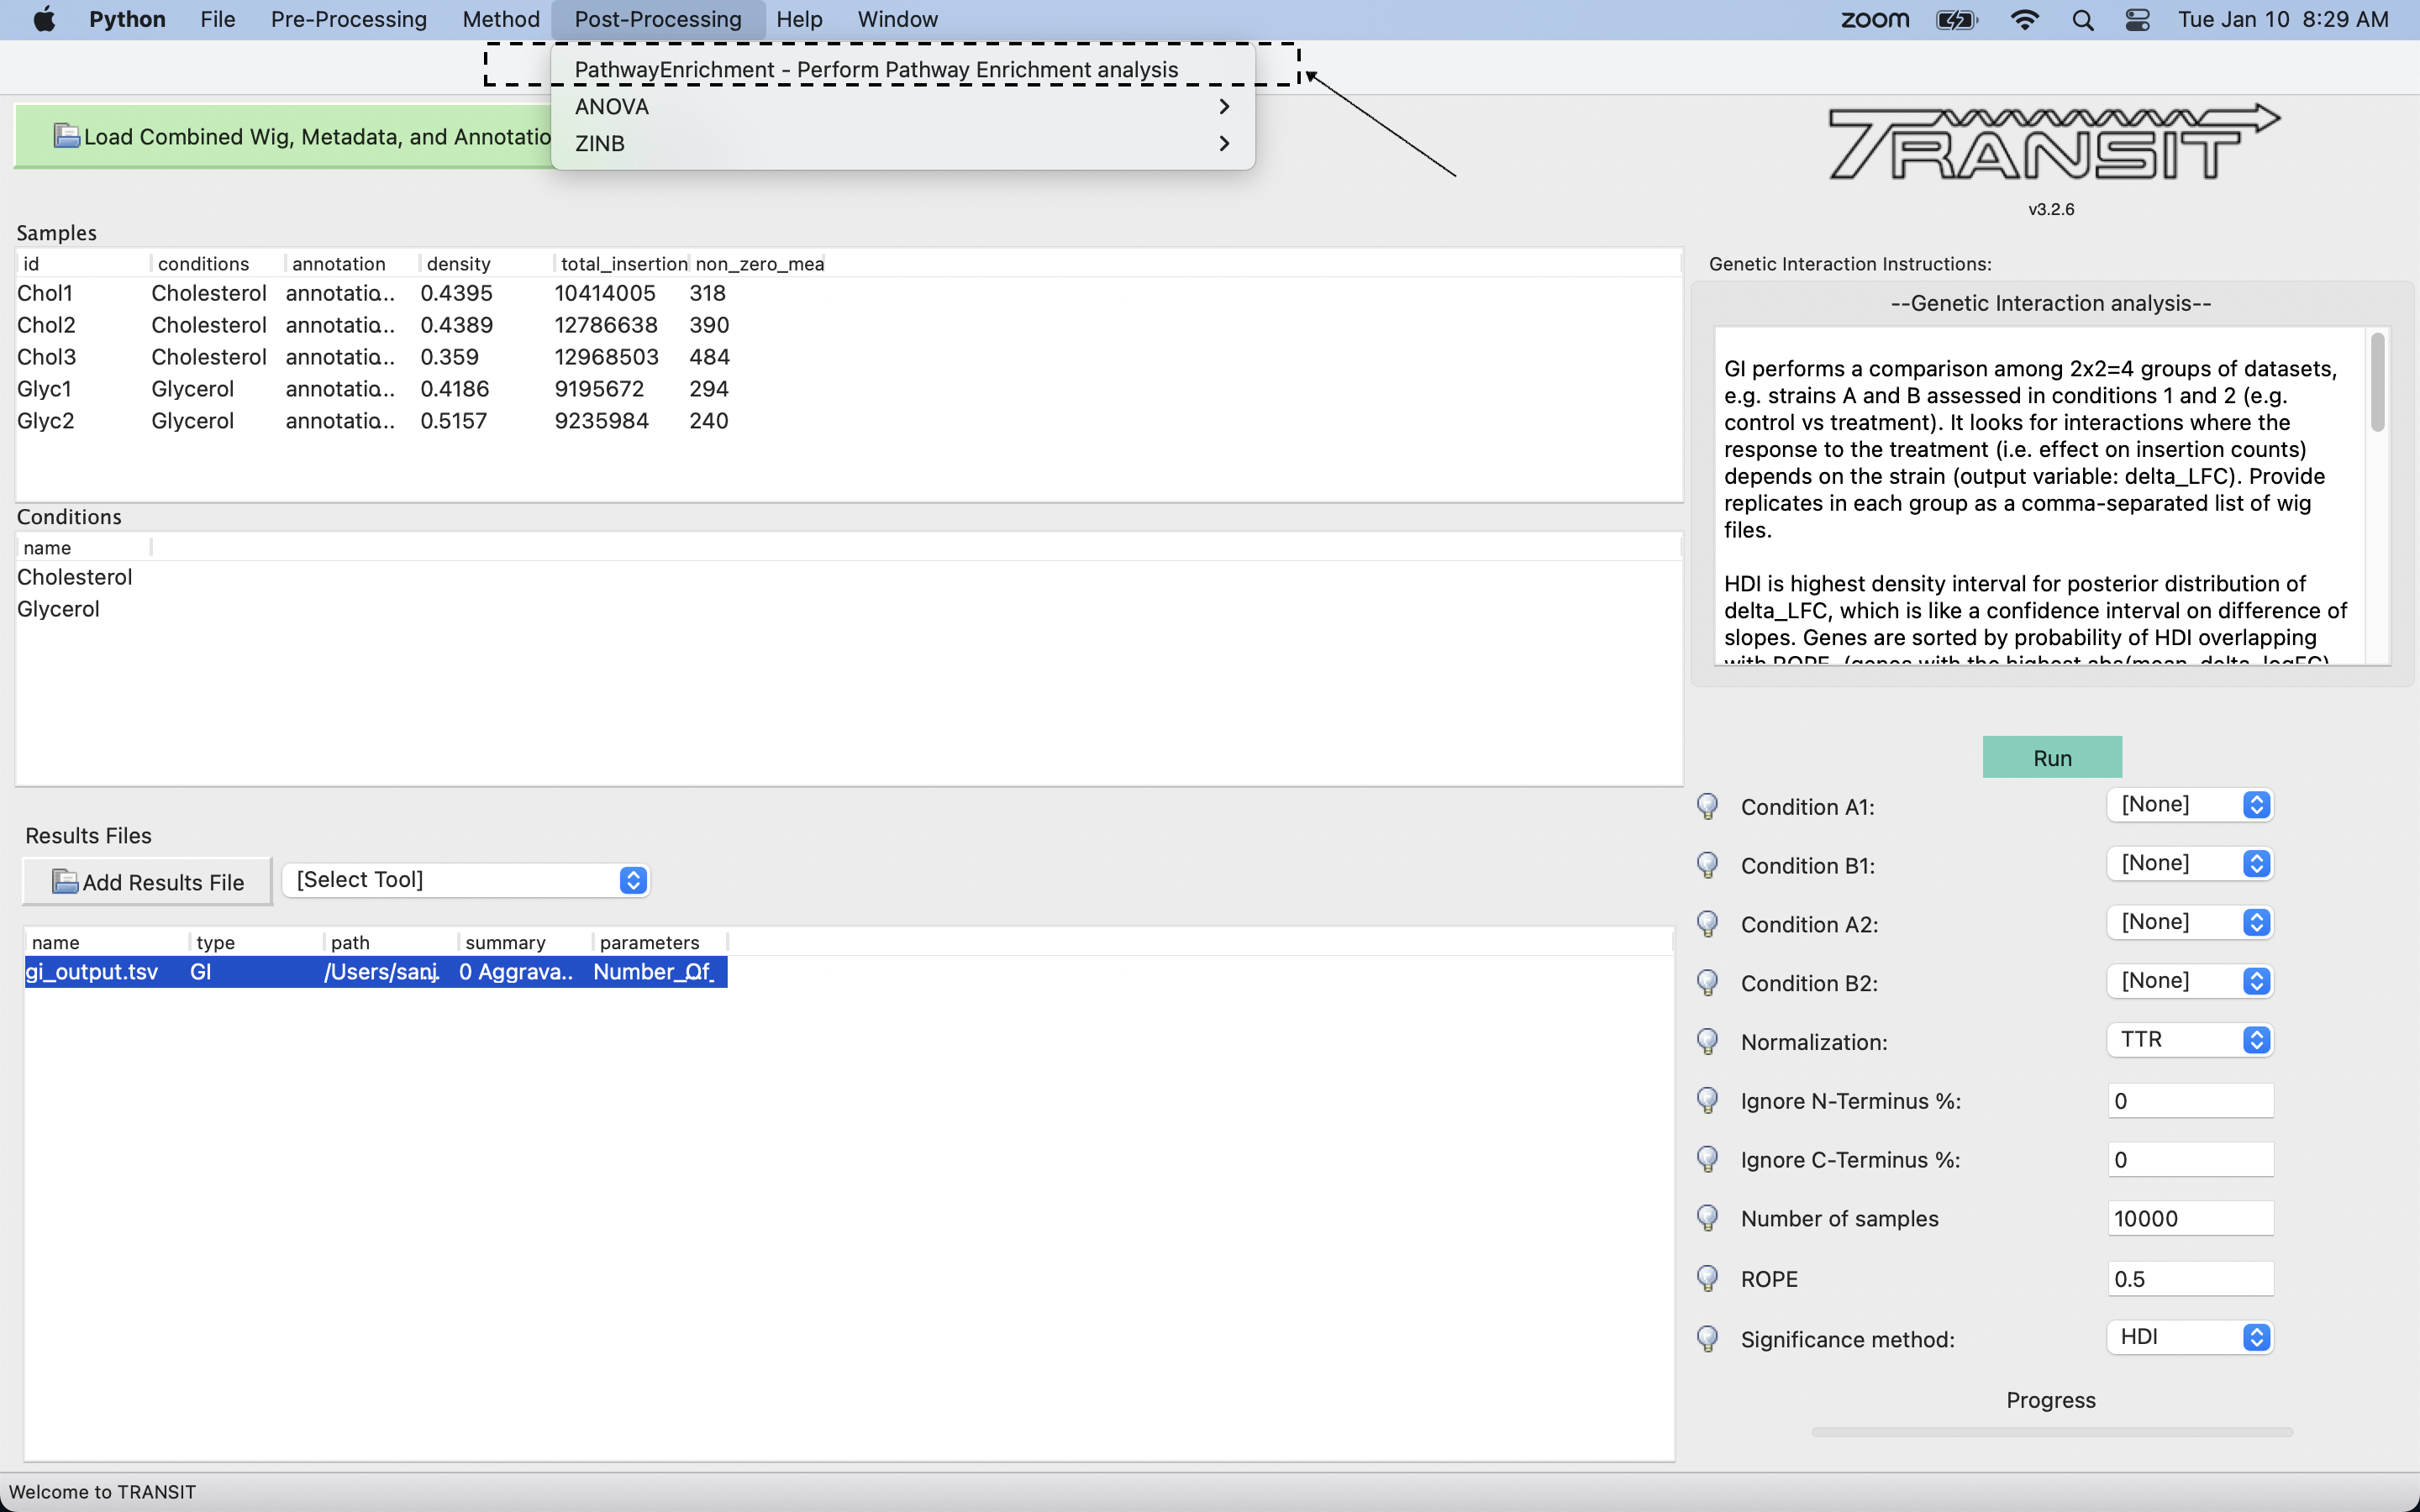 Python File Pre-Processing Method Post-Processing Help Window zoom Tue Jan 10 8:29 AM
PathwayEnrichment - Perform Pathway Enrichment analysis
ANOVA
ZINB
Load Combined Wig, Metadata, and Annotatio
TRANSIT
v3.2.6
Samples
id conditions annotation density total_insertion non_zero_mea
Chol1 Cholesterol annotatio... 0.4395 10414005 318
Chol2 Cholesterol annotatio... 0.4389 12786638 390
Chol3 Cholesterol annotatio... 0.359 12968503 484
Glyc1 Glycerol annotatio... 0.4186 9195672 294
Glyc2 Glycerol annotatio... 0.5157 9235984 240
Conditions
name
Cholesterol
Glycerol
Results Files
Add Results File [Select Tool]
name type path summary parameters
gi_output.tsv GI /Users/sanj. 0 Aggrava... Number_Of_
Genetic Interaction Instructions:
--Genetic Interaction analysis--
GI performs a comparison among 2x2=4 groups of datasets,
e.g. strains A and B assessed in conditions 1 and 2 (e.g.
control vs treatment). It looks for interactions where the
response to the treatment (i.e. effect on insertion counts)
depends on the strain (output variable: delta_LFC). Provide
replicates in each group as a comma-separated list of wig
files.
HDI is highest density interval for posterior distribution of
delta_LFC, which is like a confidence interval on difference of
slopes. Genes are sorted by probability of HDI overlapping
with ROPE. (genes with the highest abs(mean_delta_logFC)
Run
Condition A1: [None]
Condition B1: [None]
Condition A2: [None]
Condition B2: [None]
Normalization: TTR
Ignore N-Terminus %: 0
Ignore C-Terminus %: 0
Number of samples 10000
ROPE 0.5
Significance method: HDI
Progress
Welcome to TRANSIT